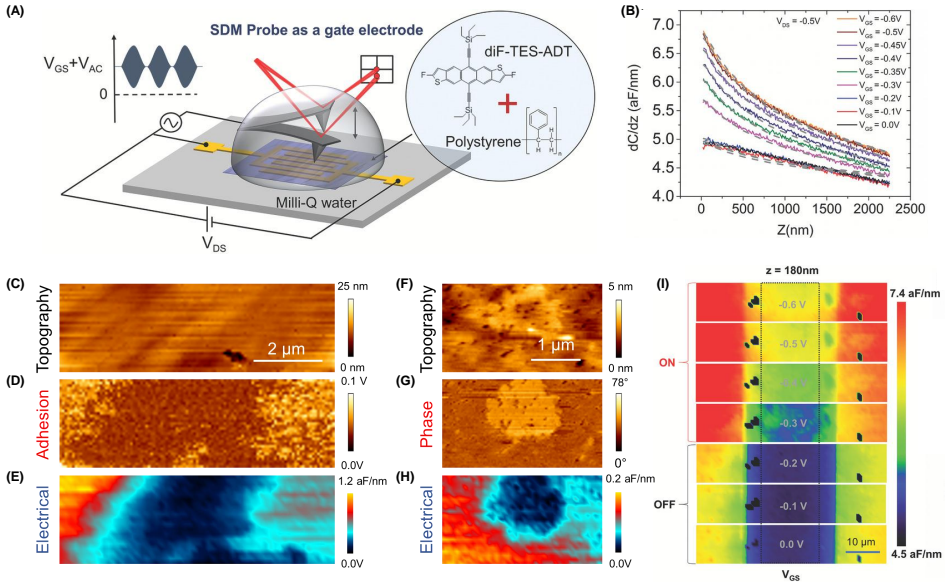 (A)
SDM Probe as a gate electrode
V_GS+V_AC
0
diF-TES-ADT
Si
F
S
S
F
Si
+
Polystyrene
H
H
H
n
Milli-Q water
V_DS
(B)
dC/dz (aF/nm)
7.0
6.5
6.0
5.5
5.0
4.5
4.0
V_DS = -0.5V
V_GS = -0.6V
V_GS = -0.5V
V_GS = -0.45V
V_GS = -0.4V
V_GS = -0.35V
V_GS = -0.3V
V_GS = -0.2V
V_GS = -0.1V
V_GS = 0.0V
0 500 1000 1500 2000
Z(nm)
(C)
Topography
2 µm
25 nm
0 nm
(D)
Adhesion
0.1 V
0.0V
(E)
Electrical
1.2 aF/nm
0.0V
(F)
Topography
1 µm
5 nm
0 nm
(G)
Phase
78°
0°
(H)
Electrical
0.2 aF/nm
0.0V
(I)
z = 180nm
7.4 aF/nm
4.5 aF/nm
ON
OFF
-0.6 V
-0.5 V
-0.3 V
-0.2 V
-0.1 V
0.0 V
10 µm
V_GS